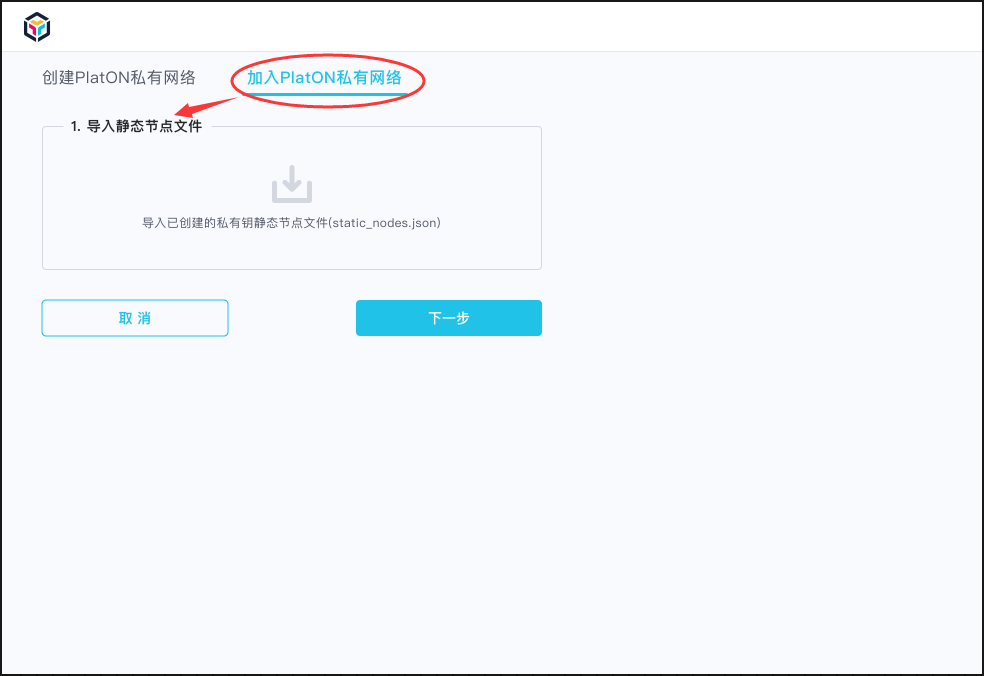 创建PlatON私有网络
加入PlatON私有网络
1. 导入静态节点文件
导入已创建的私有钥静态节点文件(static_nodes.json)
取 消
下一步